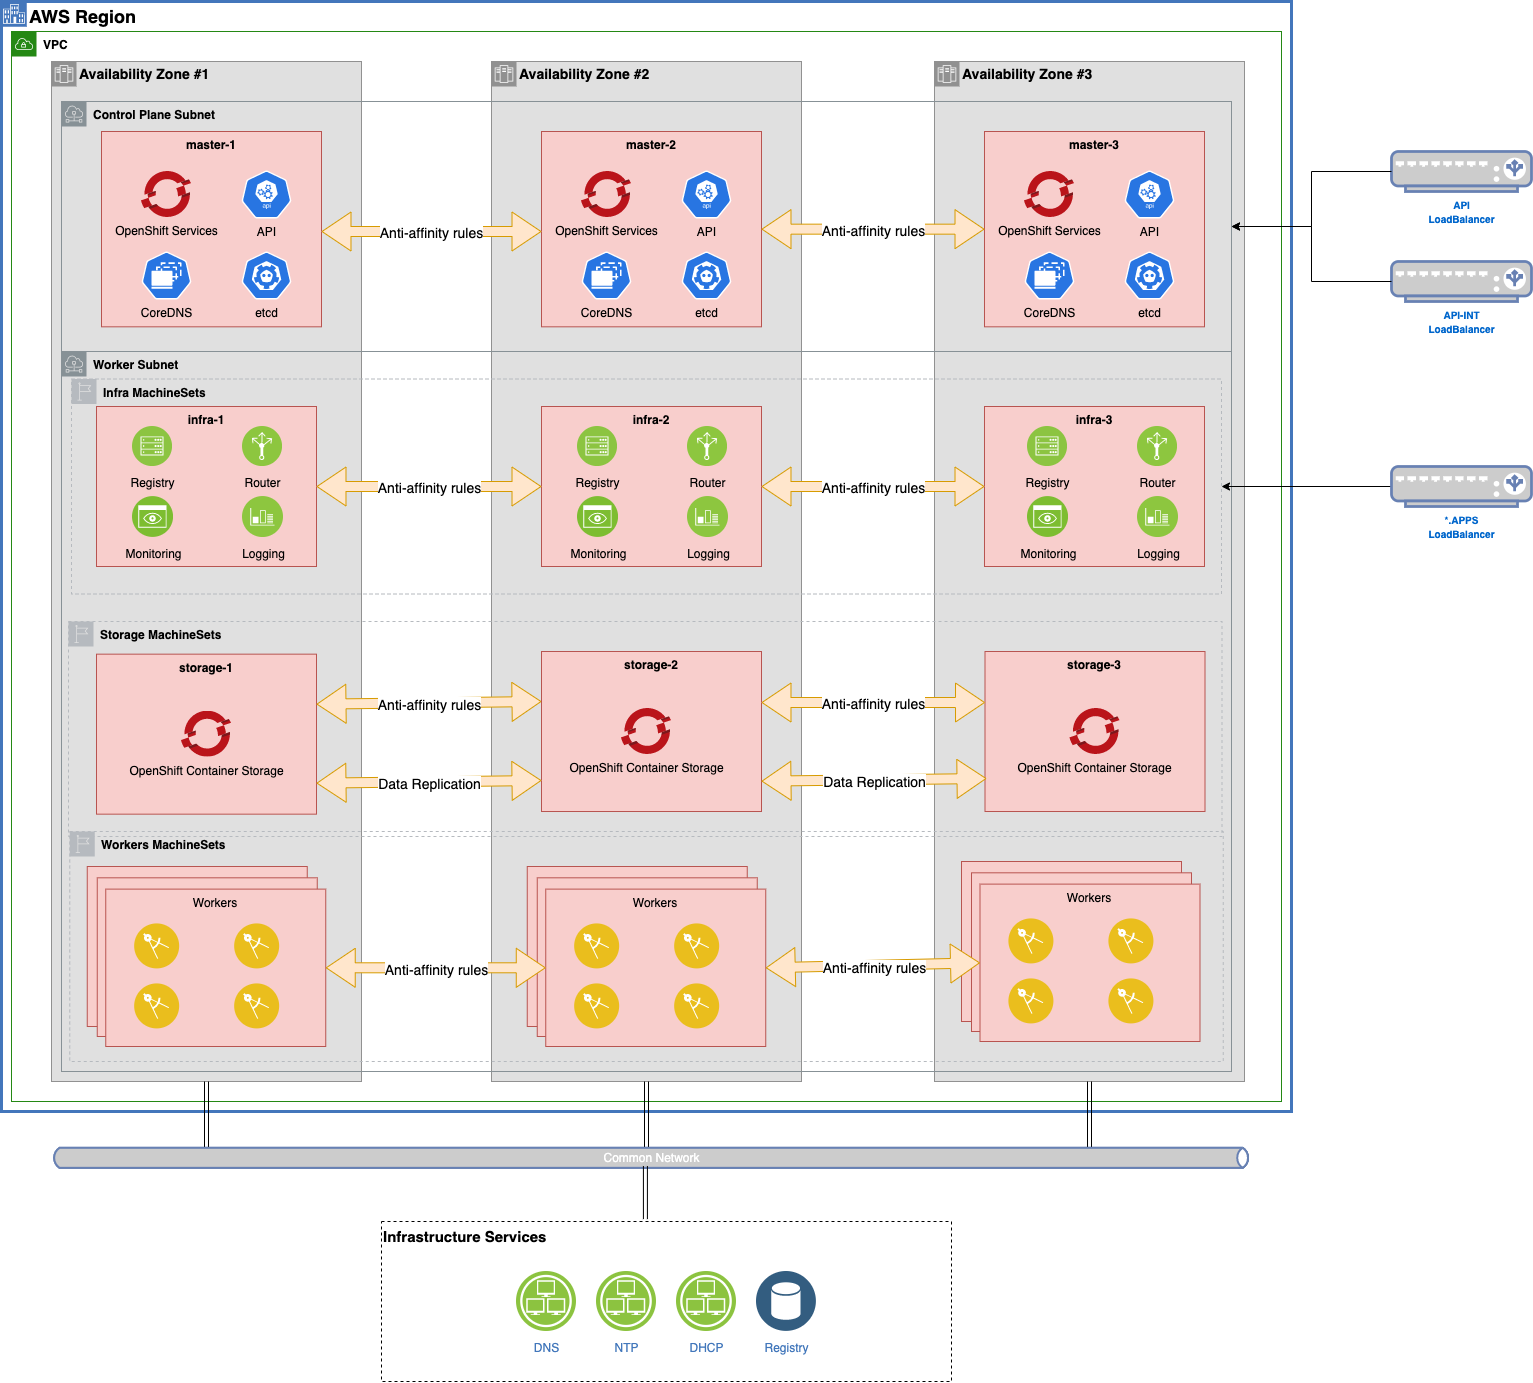 AWS Region
VPC
Availability Zone #1
Availability Zone #2
Availability Zone #3
Control Plane Subnet
master-1
OpenShift Services
API
api
CoreDNS
etcd
Anti-affinity rules
master-2
OpenShift Services
API
api
CoreDNS
etcd
Anti-affinity rules
master-3
OpenShift Services
API
api
CoreDNS
etcd
API
LoadBalancer
API-INT
LoadBalancer
Worker Subnet
Infra MachineSets
infra-1
Registry
Router
Monitoring
Logging
Anti-affinity rules
infra-2
Registry
Router
Monitoring
Logging
Anti-affinity rules
infra-3
Registry
Router
Monitoring
Logging
*.APPS
LoadBalancer
Storage MachineSets
storage-1
OpenShift Container Storage
Anti-affinity rules
Data Replication
storage-2
OpenShift Container Storage
Anti-affinity rules
Data Replication
storage-3
OpenShift Container Storage
Workers MachineSets
Workers
Anti-affinity rules
Workers
Anti-affinity rules
Workers
Common Network
Infrastructure Services
DNS
NTP
DHCP
Registry